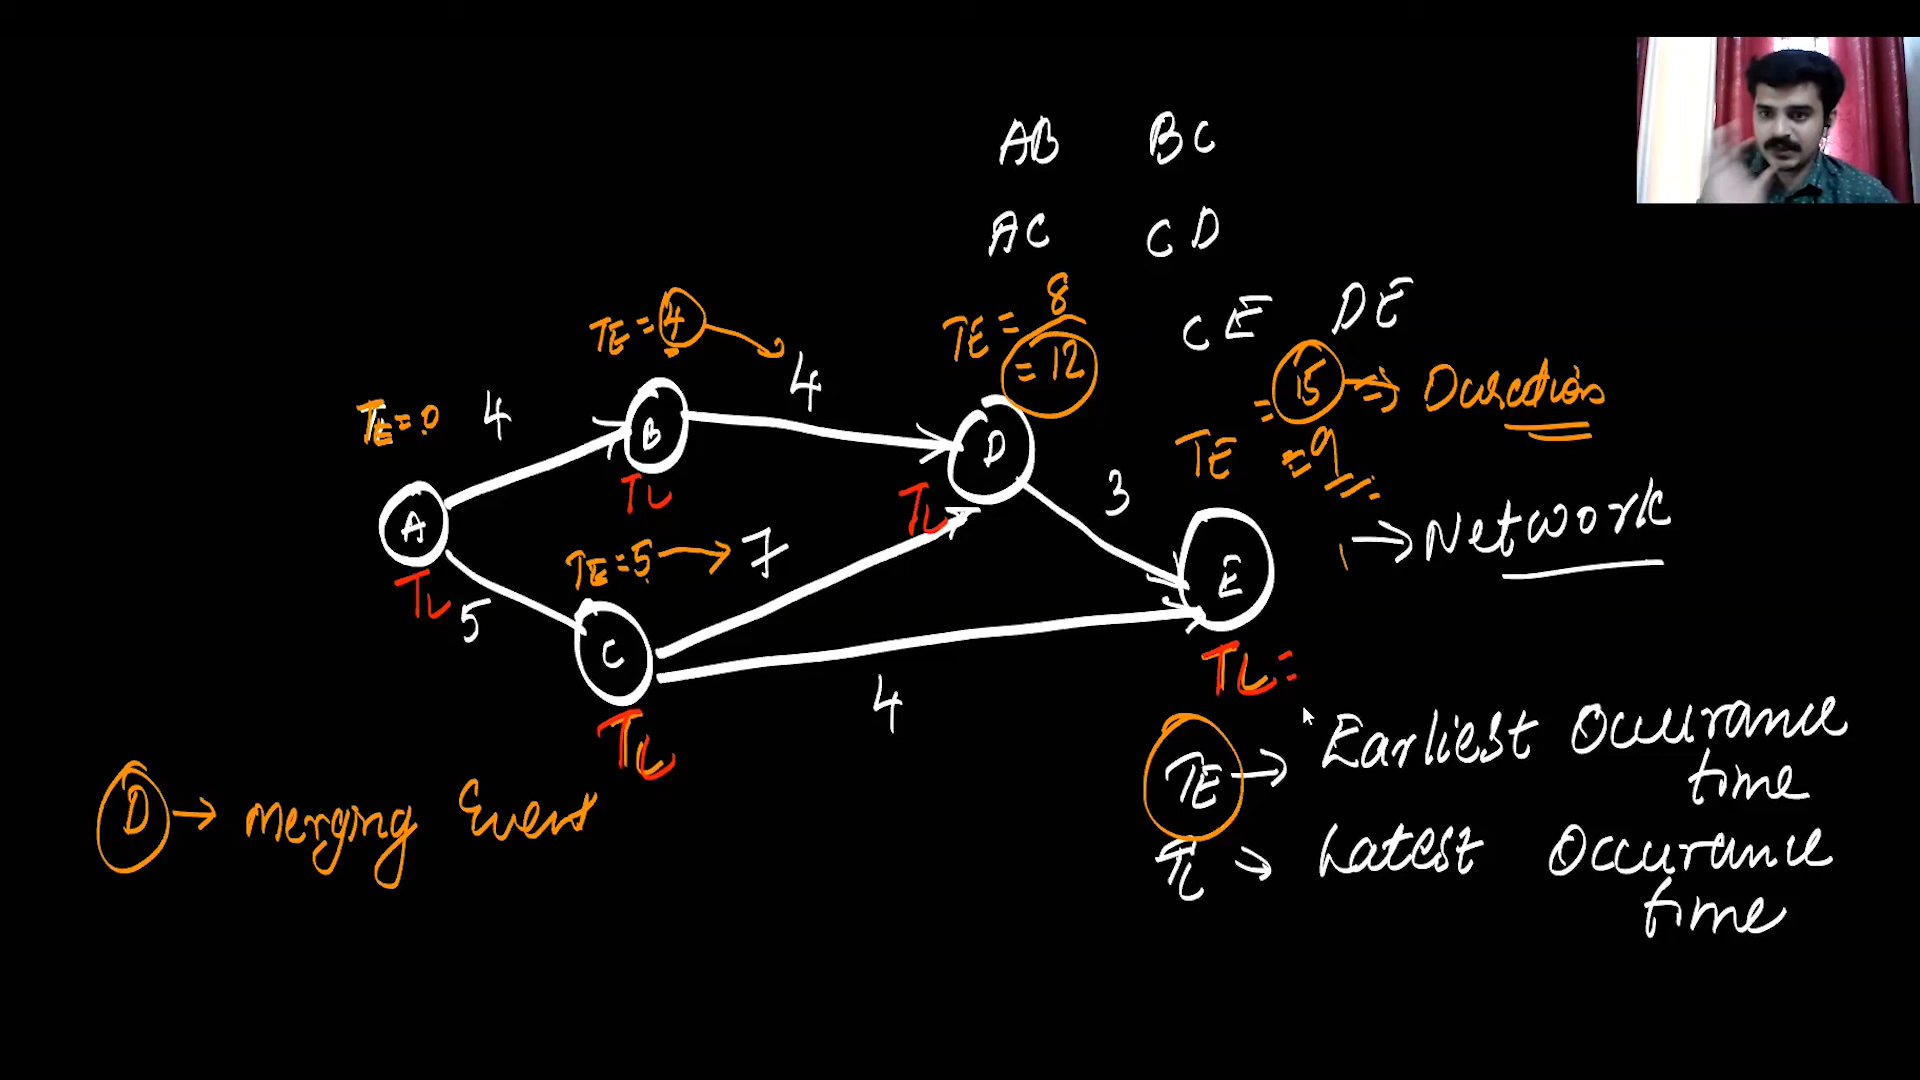 AB BC
AC CD
CE DE
TE = 8
= 12
TE = 4
4
= 15 → Duration
TE = 9
TE = 0
4
B
TL
D
TL
3
A
TL
5
TE = 5 → 7
→ Network
E
TL =
C
TL
4
TE → Earliest Occurance time
TL → Latest Occurance time
D → Merging Event